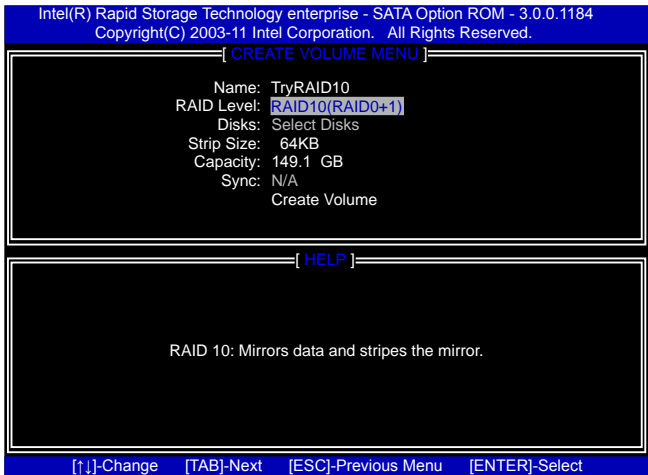 Intel(R) Rapid Storage Technology enterprise - SATA Option ROM - 3.0.0.1184
Copyright(C) 2003-11 Intel Corporation. All Rights Reserved.
[ CREATE VOLUME MENU ]
Name: TryRAID10
RAID Level: RAID10(RAID0+1)
Disks: Select Disks
Strip Size: 64KB
Capacity: 149.1 GB
Sync: N/A
Create Volume
[ HELP ]
RAID 10: Mirrors data and stripes the mirror.
[↑↓]-Change [TAB]-Next [ESC]-Previous Menu [ENTER]-Select